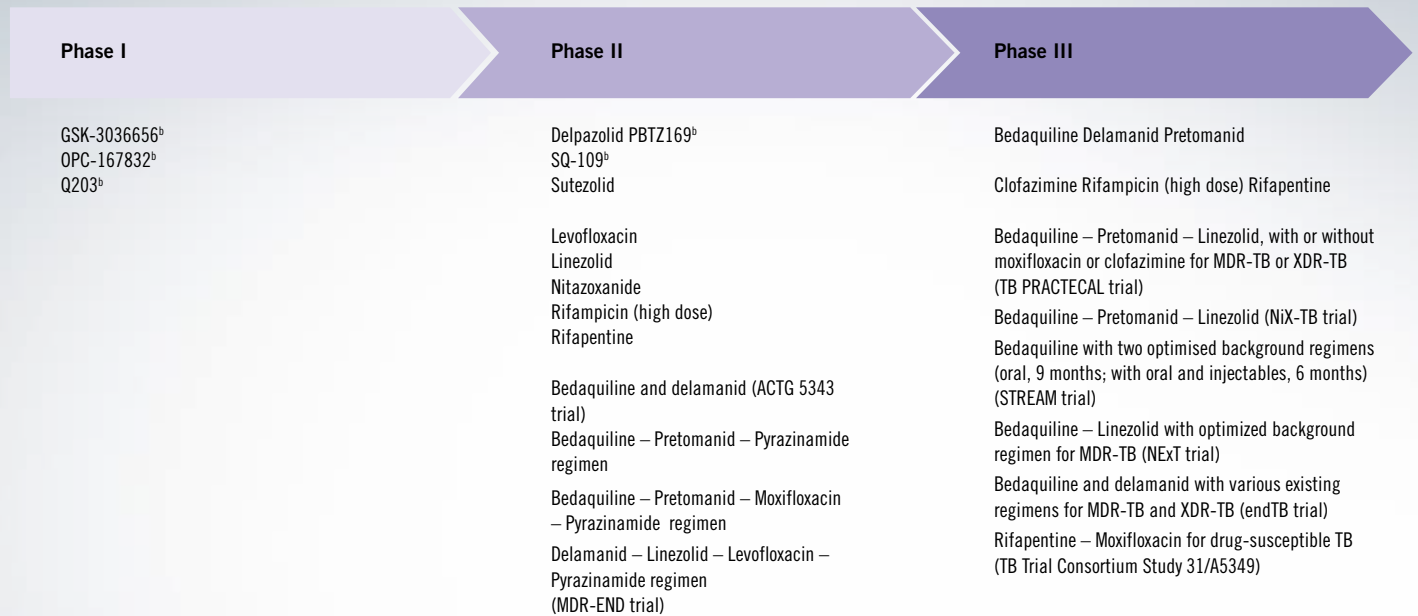 Phase I
GSK-3036656ᵇ
OPC-167832ᵇ
Q203ᵇ
Phase II
Delpazolid PBTZ169ᵇ
SQ-109ᵇ
Sutezolid
Levofloxacin
Linezolid
Nitazoxanide
Rifampicin (high dose)
Rifapentine
Bedaquiline and delamanid (ACTG 5343
trial)
Bedaquiline – Pretomanid – Pyrazinamide
regimen
Bedaquiline – Pretomanid – Moxifloxacin
– Pyrazinamide regimen
Delamanid – Linezolid – Levofloxacin –
Pyrazinamide regimen
(MDR-END trial)
Phase III
Bedaquiline Delamanid Pretomanid
Clofazimine Rifampicin (high dose) Rifapentine
Bedaquiline – Pretomanid – Linezolid, with or without
moxifloxacin or clofazimine for MDR-TB or XDR-TB
(TB PRACTECAL trial)
Bedaquiline – Pretomanid – Linezolid (NiX-TB trial)
Bedaquiline with two optimised background regimens
(oral, 9 months; with oral and injectables, 6 months)
(STREAM trial)
Bedaquiline – Linezolid with optimized background
regimen for MDR-TB (NExT trial)
Bedaquiline and delamanid with various existing
regimens for MDR-TB and XDR-TB (endTB trial)
Rifapentine – Moxifloxacin for drug-susceptible TB
(TB Trial Consortium Study 31/A5349)